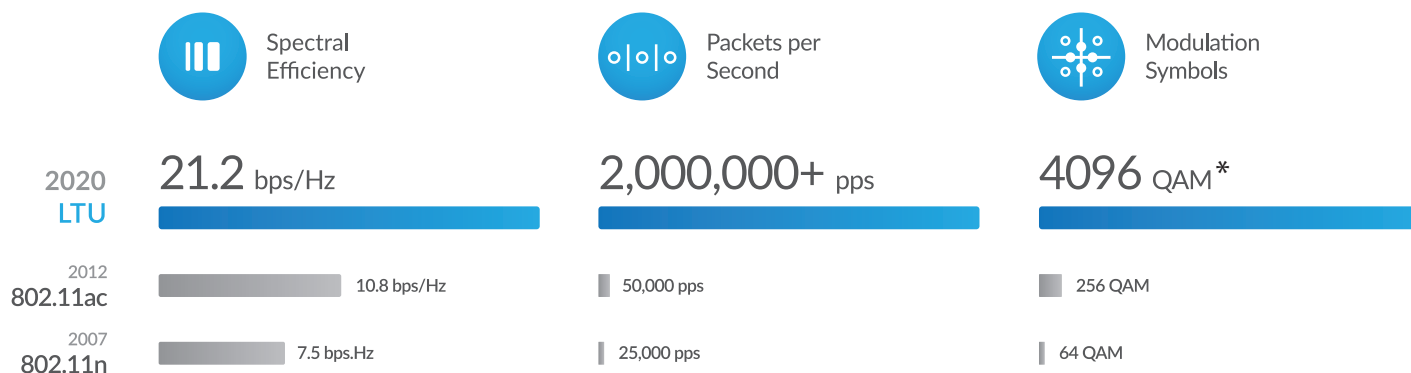 Spectral
Efficiency
Packets per
Second
Modulation
Symbols
2020
LTU
21.2 bps/Hz
2,000,000+ pps
4096 QAM*
2012
802.11ac
10.8 bps/Hz
50,000 pps
256 QAM
2007
802.11n
7.5 bps.Hz
25,000 pps
64 QAM